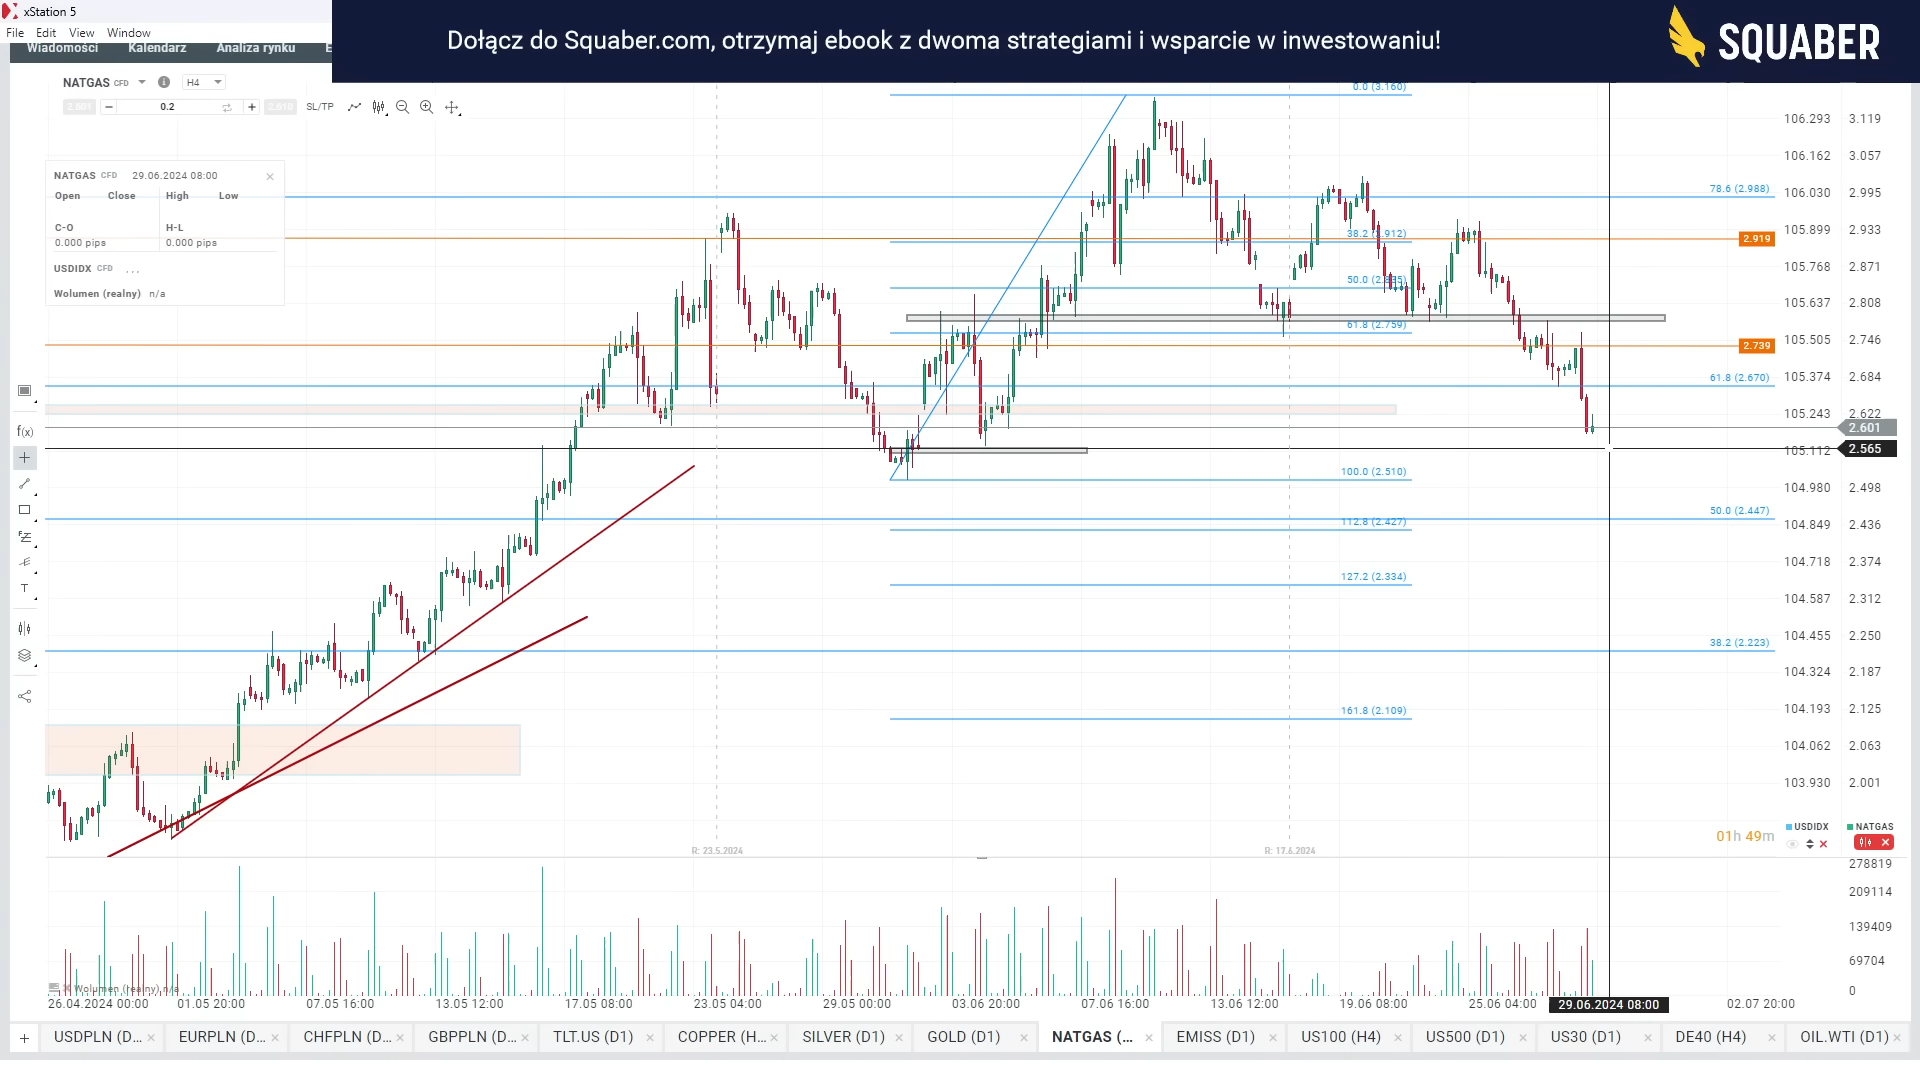 xStation 5
File Edit View Window
Wiadomości Kalendarz Analiza rynku E
Dołącz do Squaber.com, otrzymaj ebook z dwoma strategiami i wsparcie w inwestowaniu!
SQUABER
NATGAS CFD H4
2.601 0.2 2.610 SL/TP
NATGAS CFD 29.06.2024 08:00
Open Close High Low
C-O H-L
0.000 pips 0.000 pips
USDIDX CFD ...
Wolumen (realny) n/a
0.0 (3.160)
78.6 (2.988)
38.2 (2.912)
50.0 (2.835)
61.8 (2.759)
61.8 (2.670)
100.0 (2.510)
50.0 (2.447)
112.8 (2.427)
127.2 (2.334)
38.2 (2.223)
161.8 (2.109)
2.919
2.739
2.601
2.565
106.293 3.119
106.162 3.057
106.030 2.995
105.899 2.933
105.768 2.871
105.637 2.808
105.505 2.746
105.374 2.684
105.243 2.622
105.112
104.980 2.498
104.849 2.436
104.718 2.374
104.587 2.312
104.455 2.250
104.324 2.187
104.193 2.125
104.062 2.063
103.930 2.001
f(x)
T
01h 49m
USDIDX NATGAS
R: 23.5.2024 R: 17.6.2024
278819
209114
139409
69704
0
Wolumen (realny) n/a
26.04.2024 00:00 01.05 20:00 07.05 16:00 13.05 12:00 17.05 08:00 23.05 04:00 29.05 00:00 03.06 20:00 07.06 16:00 13.06 12:00 19.06 08:00 25.06 04:00 29.06.2024 08:00 02.07 20:00
+ USDPLN (D... EURPLN (D... CHFPLN (D... GBPPLN (D... TLT.US (D1) COPPER (H... SILVER (D1) GOLD (D1) NATGAS (... EMISS (D1) US100 (H4) US500 (D1) US30 (D1) DE40 (H4) OIL.WTI (D1)